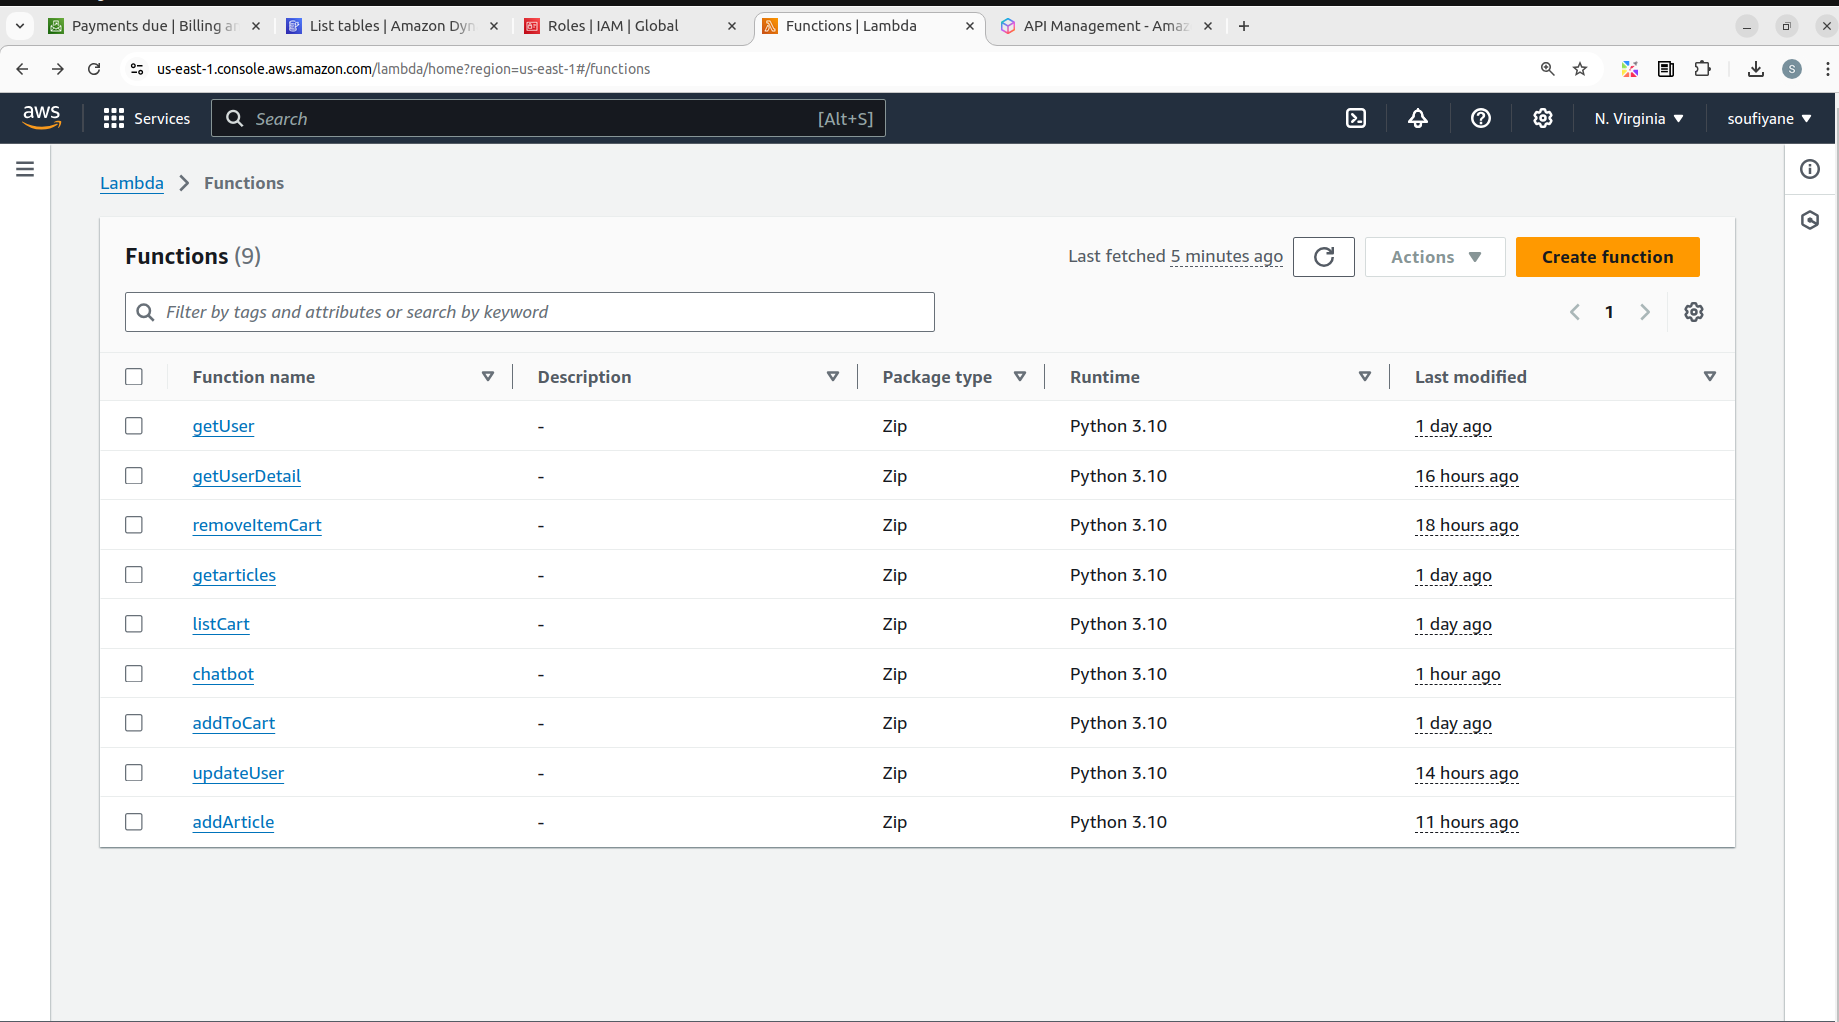 Payments due | Billing ar
List tables | Amazon Dyn
Roles | IAM | Global
Functions | Lambda
API Management - Amaz
us-east-1.console.aws.amazon.com/lambda/home?region=us-east-1#/functions
S
aws
Services
Search
[Alt+S]
N. Virginia
soufiyane
Lambda
Functions
Functions (9)
Last fetched 5 minutes ago
Actions
Create function
Filter by tags and attributes or search by keyword
1
Function name Description Package type Runtime Last modified
getUser - Zip Python 3.10 1 day ago
getUserDetail - Zip Python 3.10 16 hours ago
removeItemCart - Zip Python 3.10 18 hours ago
getarticles - Zip Python 3.10 1 day ago
listCart - Zip Python 3.10 1 day ago
chatbot - Zip Python 3.10 1 hour ago
addToCart - Zip Python 3.10 1 day ago
updateUser - Zip Python 3.10 14 hours ago
addArticle - Zip Python 3.10 11 hours ago